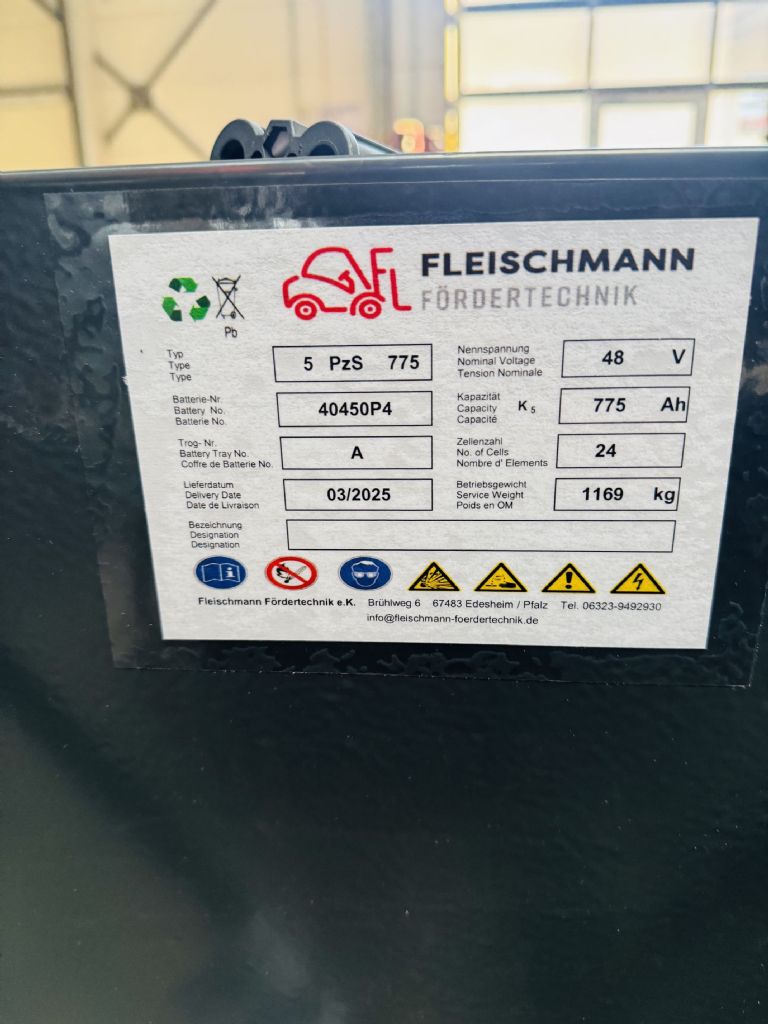 FLEISCHMANN
FÖRDERTECHNIK
Pb
Typ
Type
Type
5 PzS 775
Nennspannung
Nominal Voltage
Tension Nominale
48 V
Batterie-Nr.
Battery No.
Batterie No.
40450P4
Kapazität
Capacity
Capacité
K5
775 Ah
Trog- Nr.
Battery Tray No.
Coffre de Batterie No.
A
Zellenzahl
No. of Cells
Nombre d' Elements
24
Lieferdatum
Delivery Date
Date de Livraison
03/2025
Betriebsgewicht
Service Weight
Poids en OM
1169 kg
Bezeichnung
Designation
Designation
Fleischmann Fördertechnik e.K. Brühlweg 6 67483 Edesheim / Pfalz Tel. 06323-9492930
info@fleischmann-foerdertechnik.de